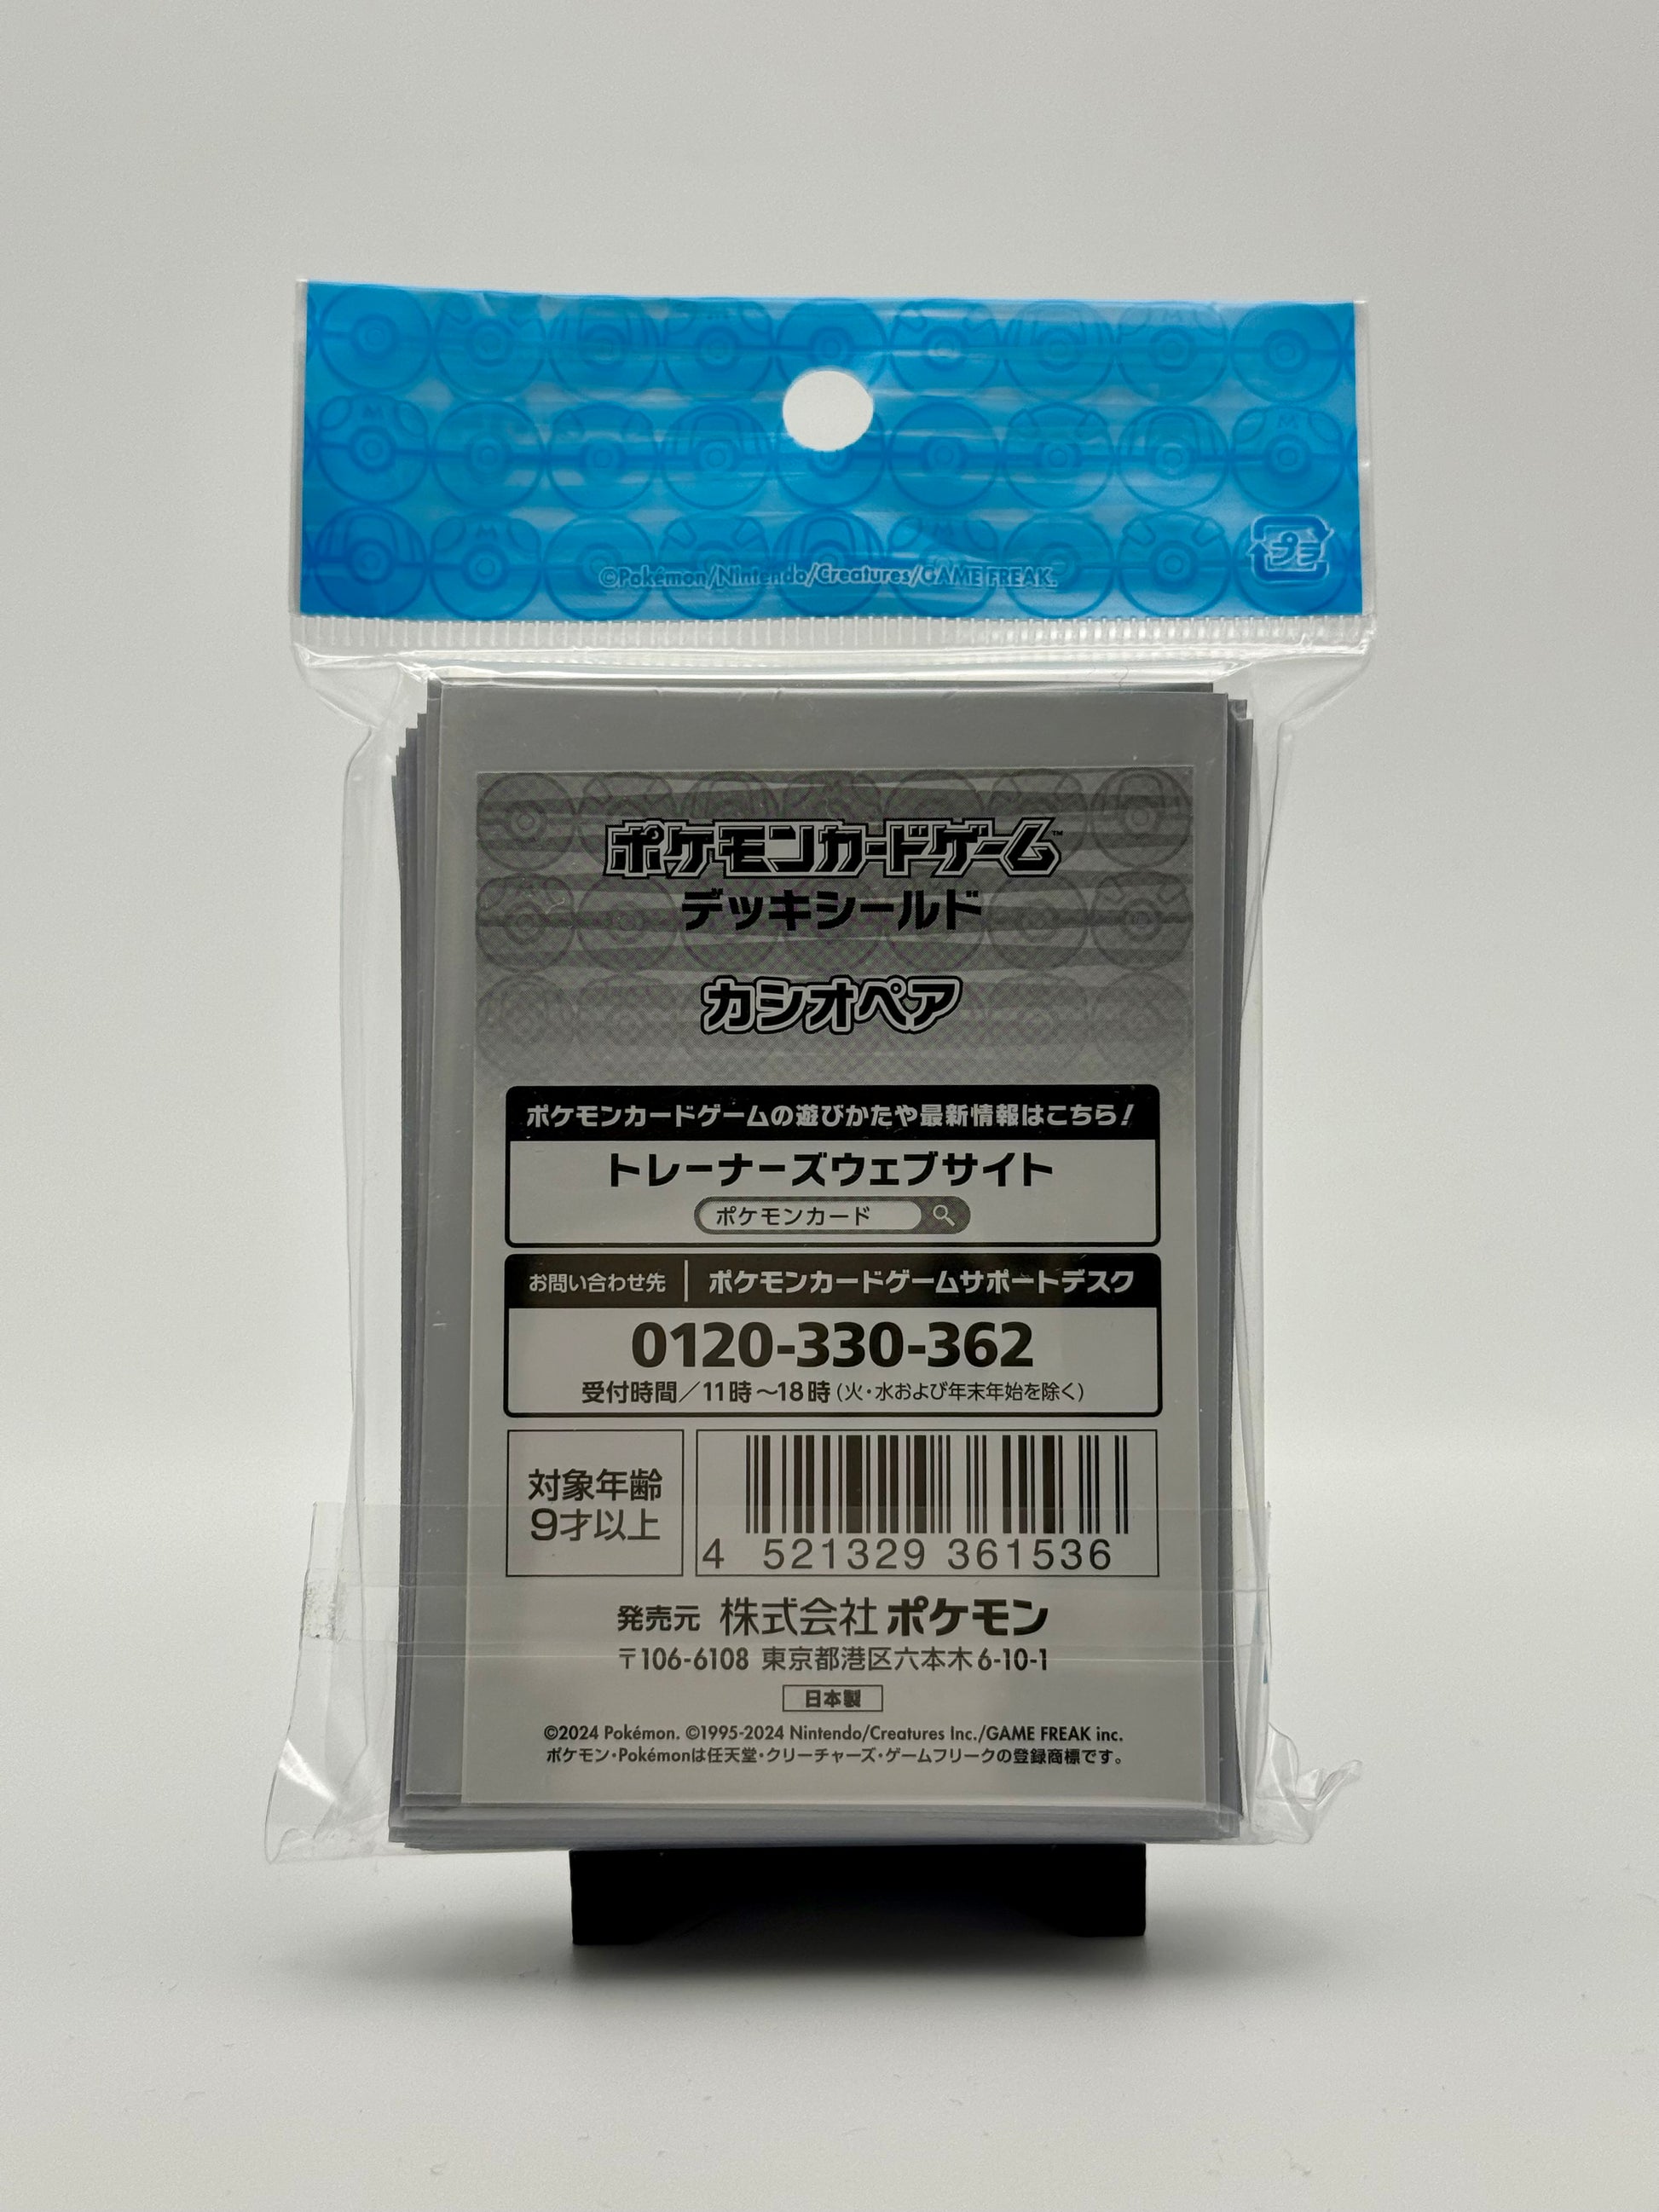 ©Pokémon/Nintendo/Creatures/GAME FREAK.
プラ
ポケモンカードゲーム™
デッキシールド
カシオペア
ポケモンカードゲームの遊びかたや最新情報はこちら!
トレーナーズウェブサイト
ポケモンカード
お問い合わせ先 ポケモンカードゲームサポートデスク
0120-330-362
受付時間/11時~18時(火・水および年末年始を除く)
対象年齢
9才以上
4 521329 361536
発売元 株式会社ポケモン
〒106-6108 東京都港区六本木6-10-1
日本製
©2024 Pokémon. ©1995-2024 Nintendo/Creatures Inc./GAME FREAK inc.
ポケモン・Pokémonは任天堂・クリーチャーズ・ゲームフリークの登録商標です。